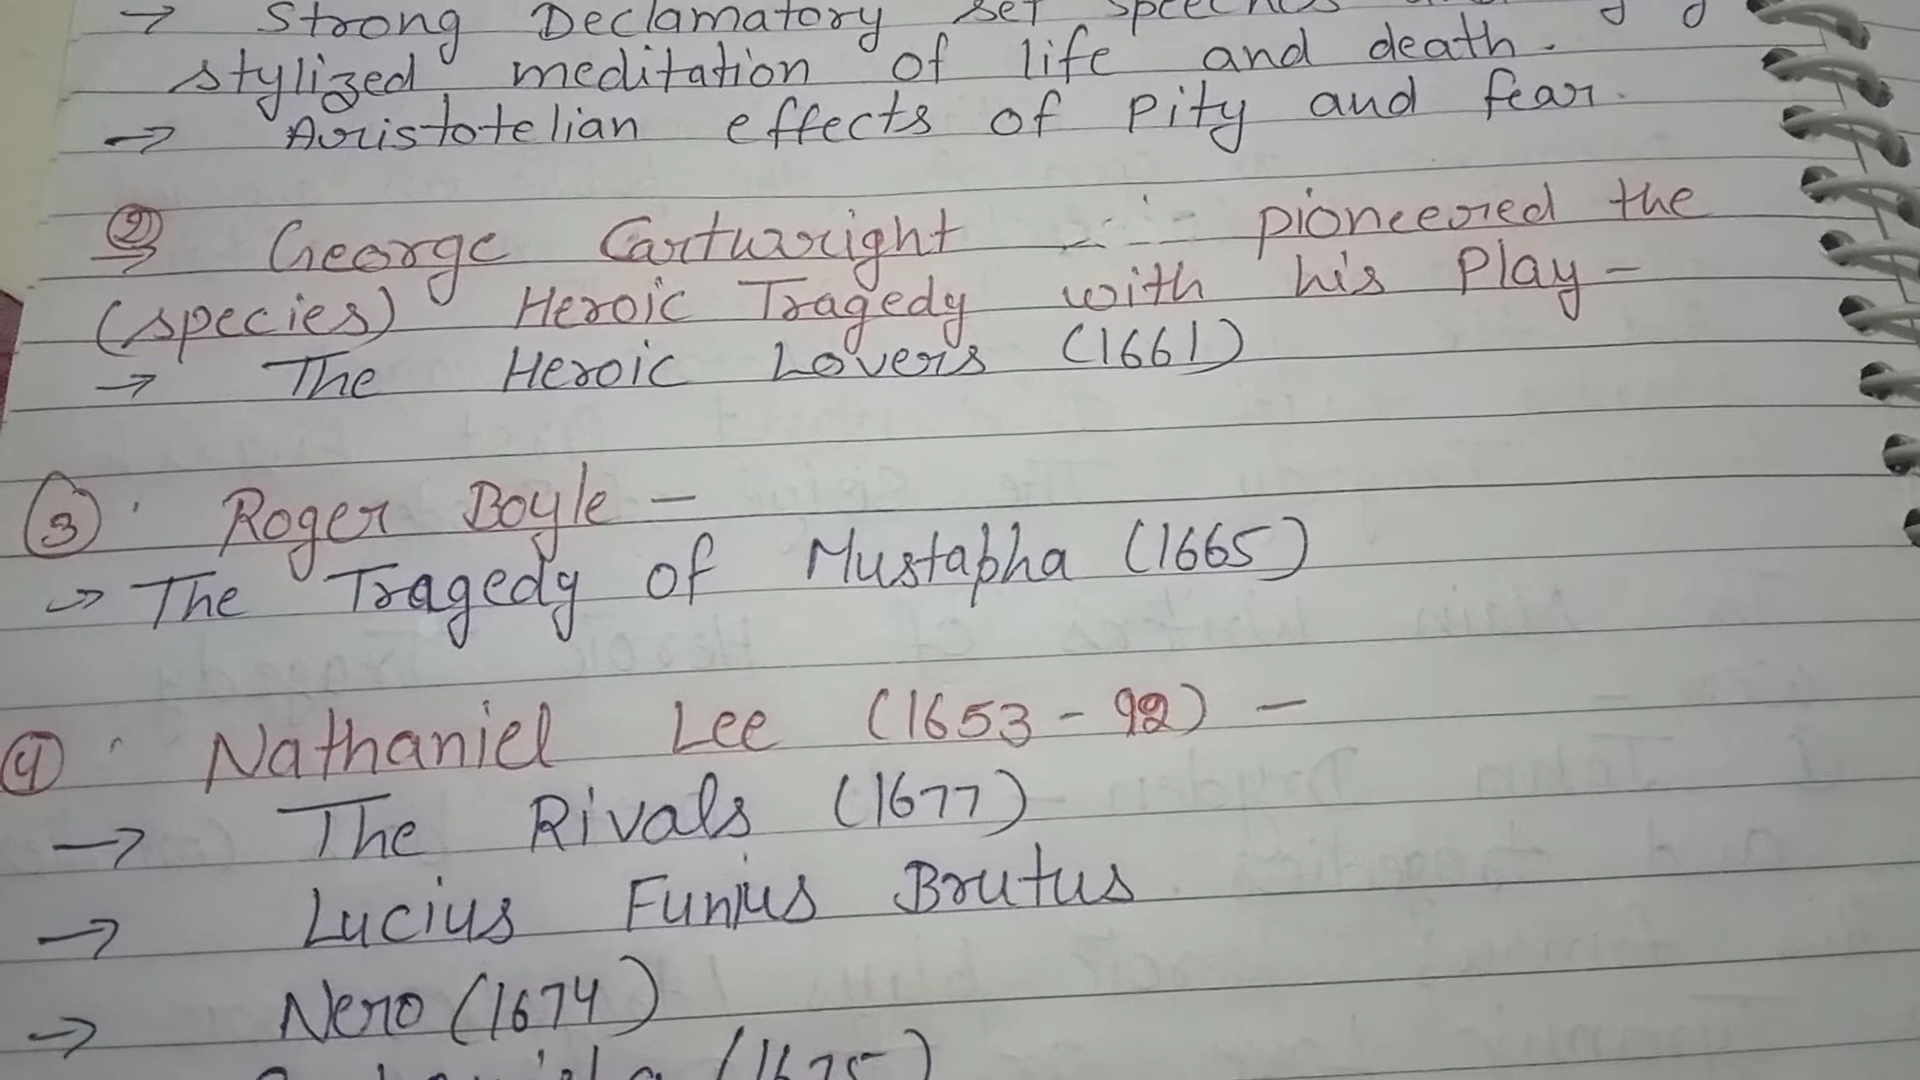 → Strong Declamatory set speeches
stylized meditation of life and death.
→ Aristotelian effects of Pity and fear.
② George Cartwright pioneered the
(species) Heroic Tragedy with his Play -
→ The Heroic Lovers (1661)
③ Roger Boyle -
→ The Tragedy of Mustapha (1665)
④ Nathaniel Lee (1653 - 92) -
→ The Rivals (1677)
→ Lucius Funius Brutus
→ Nero (1674)
(1675)